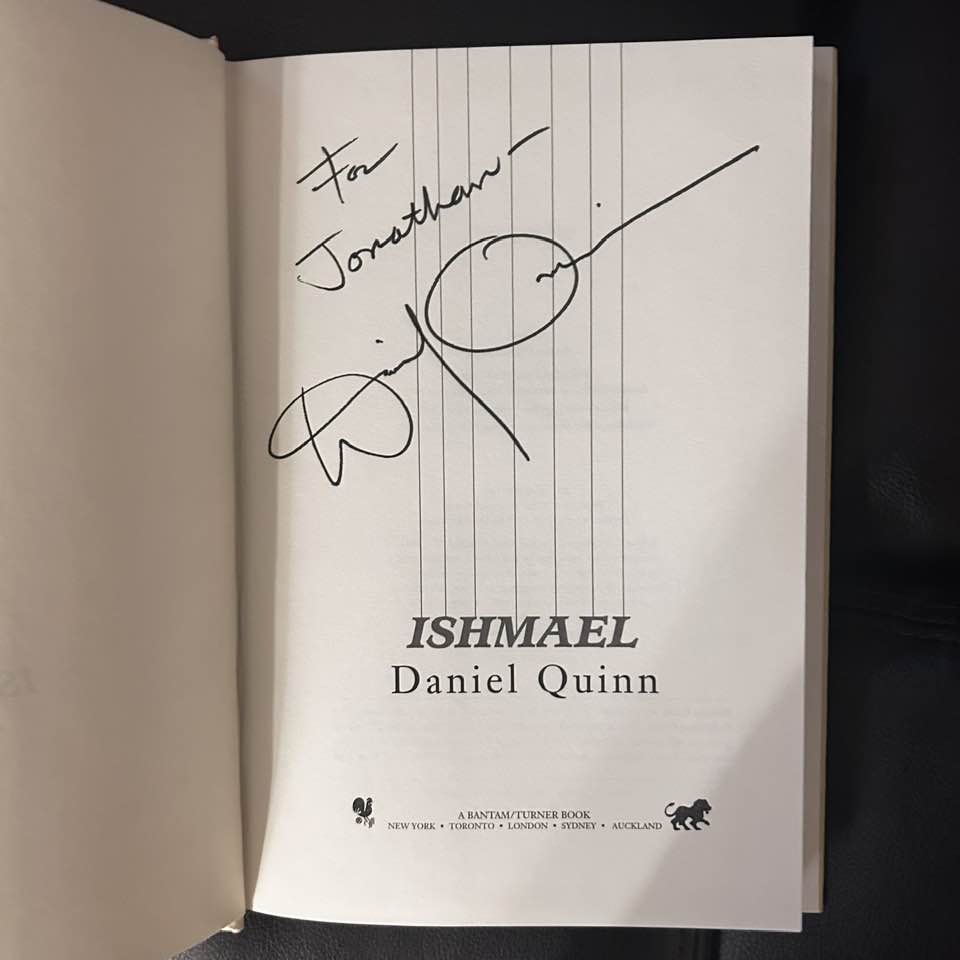 For
Jonathan –
Daniel Quinn
ISHMAEL
Daniel Quinn
A BANTAM/TURNER BOOK
NEW YORK • TORONTO • LONDON • SYDNEY • AUCKLAND